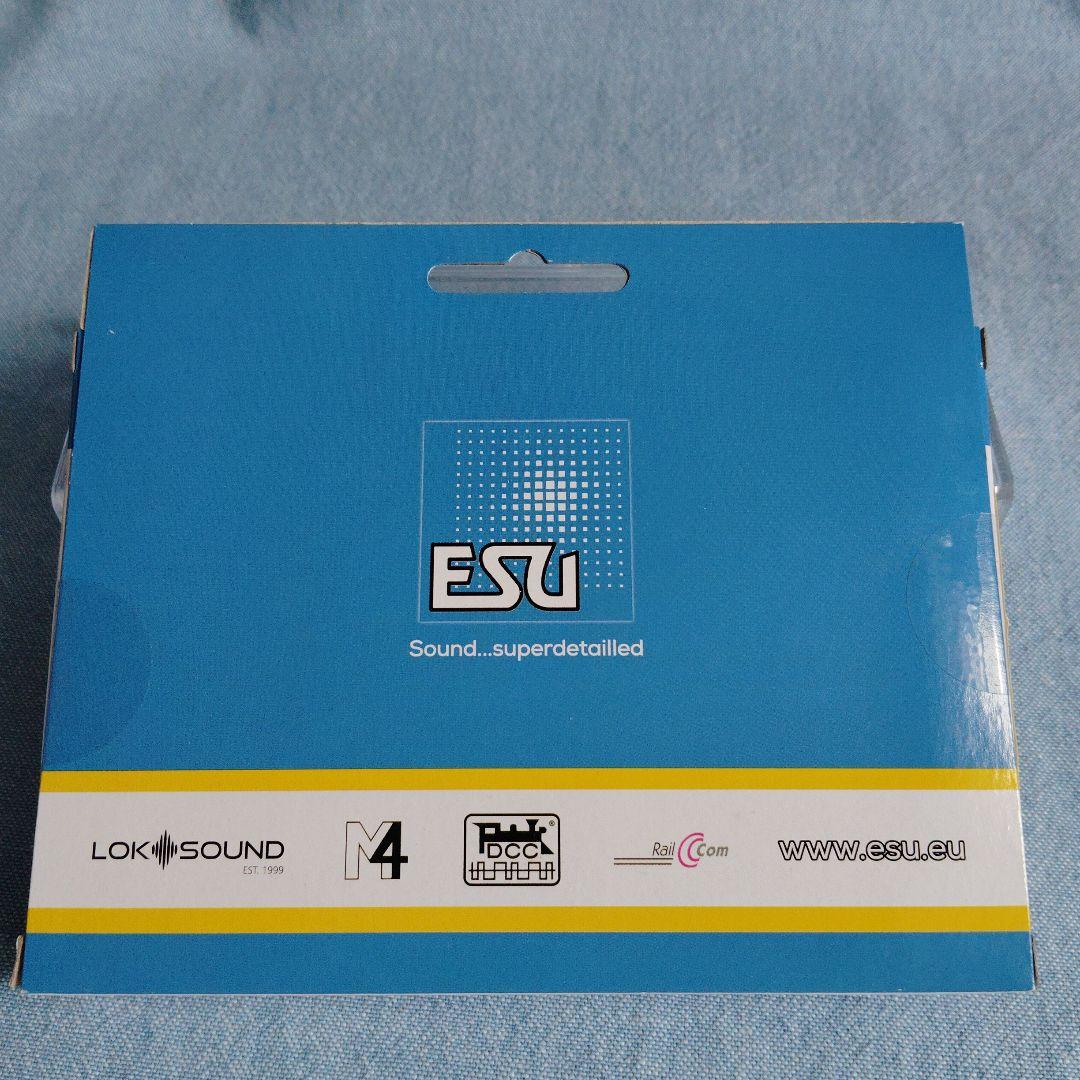 ESU
Sound...superdetailled
LOKSOUND
EST. 1999
M4
DCC
®
RailCom
www.esu.eu